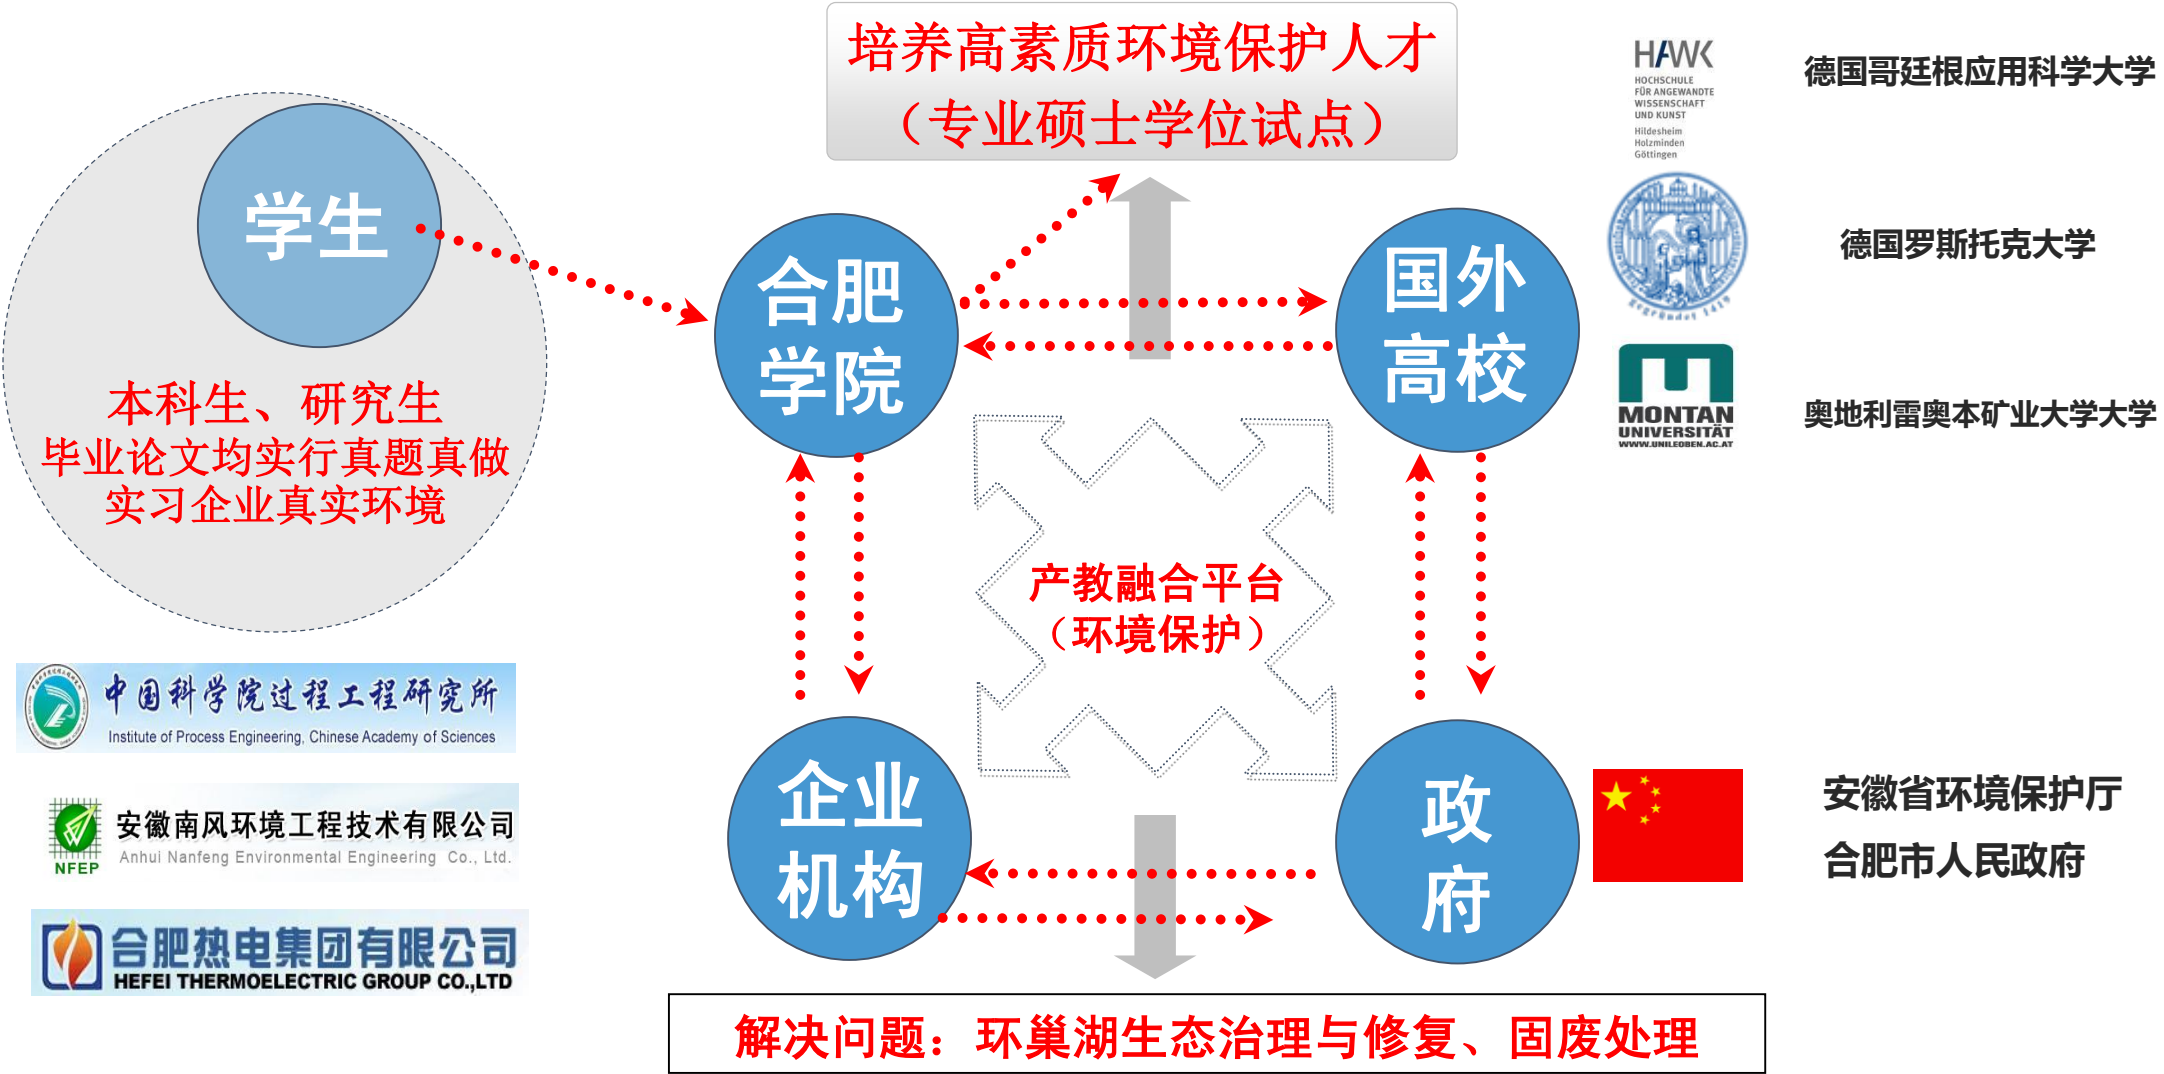 培养高素质环境保护人才
（专业硕士学位试点）
学生
本科生、研究生
毕业论文均实行真题真做
实习企业真实环境
合肥
学院
国外
高校
HAWK
HOCHSCHULE
FÜR ANGEWANDTE
WISSENSCHAFT
UND KUNST
Hildesheim
Holzminden
Göttingen
德国哥廷根应用科学大学
gegründet 1419
德国罗斯托克大学
MONTAN
UNIVERSITÄT
WWW.UNILEOBEN.AC.AT
奥地利雷奥本矿业大学大学
产教融合平台
（环境保护）
中国科学院过程工程研究所
Institute of Process Engineering, Chinese Academy of Sciences
NFEP
安徽南风环境工程技术有限公司
Anhui Nanfeng Environmental Engineering Co., Ltd.
合肥热电集团有限公司
HEFEI THERMOELECTRIC GROUP CO.,LTD
企业
机构
政
府
安徽省环境保护厅
合肥市人民政府
解决问题：环巢湖生态治理与修复、固废处理